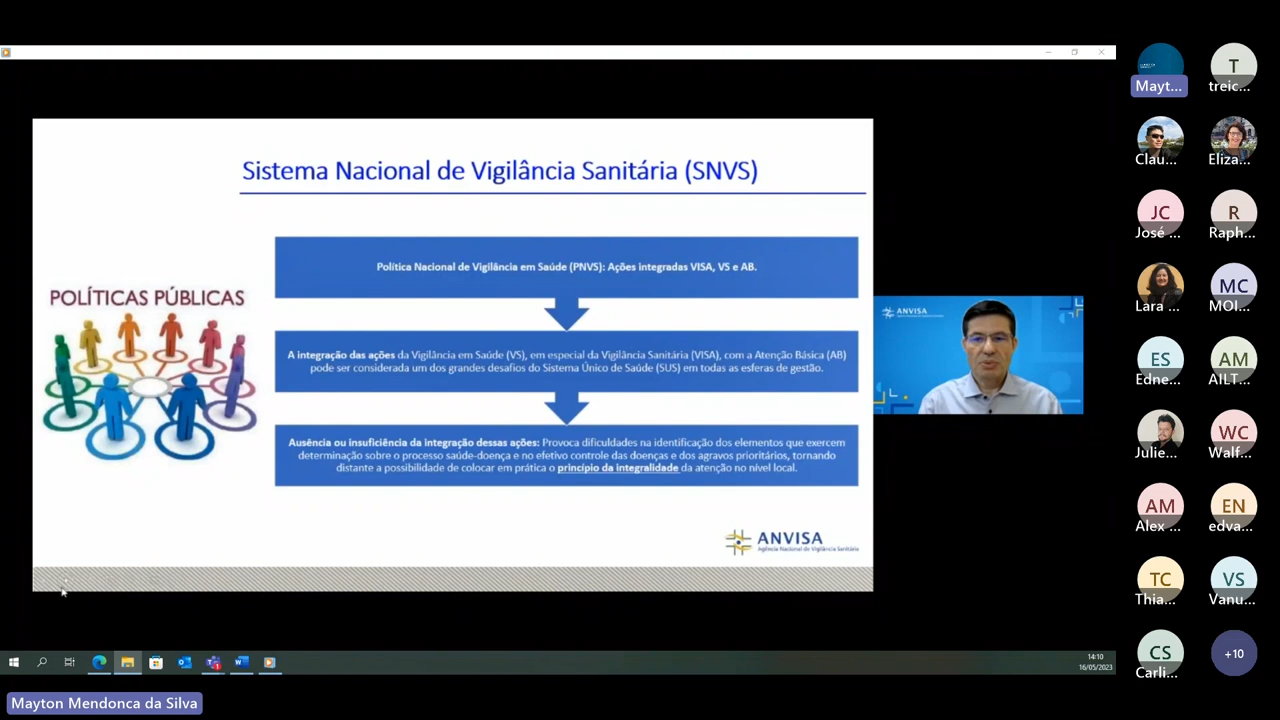 Sistema Nacional de Vigilância Sanitária (SNVS)
Política Nacional de Vigilância em Saúde (PNVS): Ações integradas VISA, VS e AB.
POLÍTICAS PÚBLICAS
A integração das ações da Vigilância em Saúde (VS), em especial da Vigilância Sanitária (VISA), com a Atenção Básica (AB)
pode ser considerada um dos grandes desafios do Sistema Único de Saúde (SUS) em todas as esferas de gestão.
Ausência ou insuficiência da integração dessas ações: Provoca dificuldades na identificação dos elementos que exercem
determinação sobre o processo saúde-doença e no efetivo controle das doenças e dos agravos prioritários, tornando
distante a possibilidade de colocar em prática o princípio da integralidade da atenção no nível local.
ANVISA
Agência Nacional de Vigilância Sanitária
ANVISA
Mayt...
T
treic...
Clau...
Eliza...
JC
José ...
R
Raph...
Lara ...
MC
MOI...
ES
Edne...
AM
AILT...
Julie...
WC
Walf...
AM
Alex ...
EN
edva...
TC
Thia...
VS
Vanu...
CS
Carli...
+10
14:10
16/05/2023
Mayton Mendonca da Silva